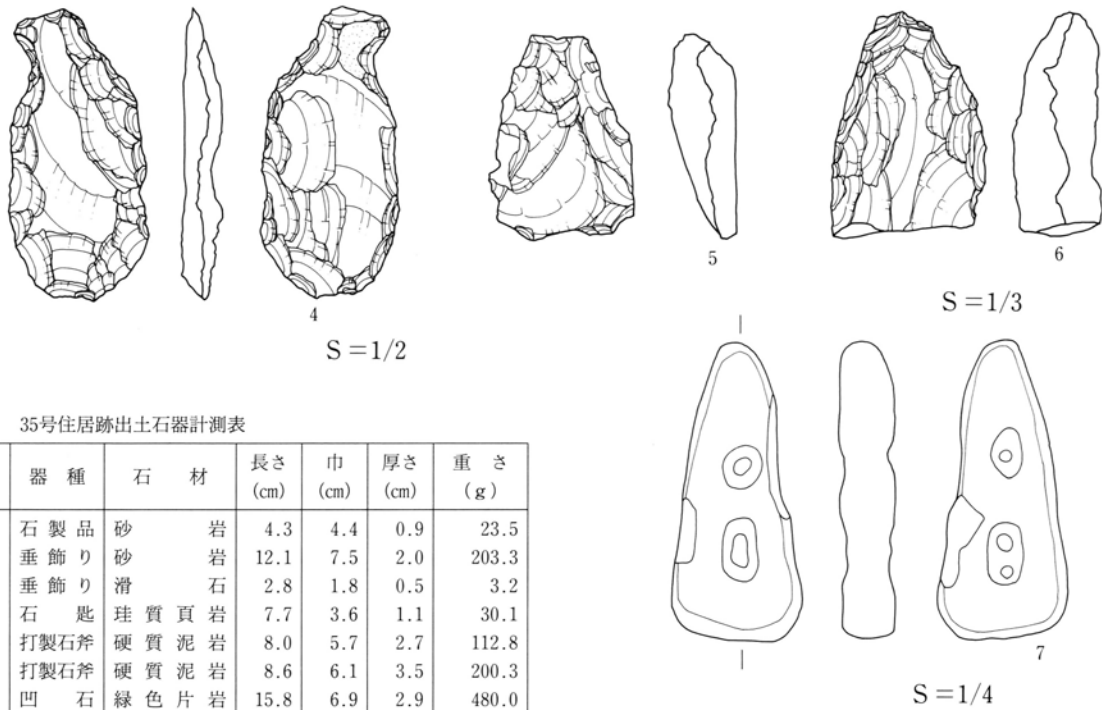 4
S＝1/2
5
6
S＝1/3
7
S＝1/4
35号住居跡出土石器計測表
器種 石材 長さ(cm) 巾(cm) 厚さ(cm) 重さ(g)
石製品 砂岩 4.3 4.4 0.9 23.5
垂飾り 砂岩 12.1 7.5 2.0 203.3
垂飾り 滑石 2.8 1.8 0.5 3.2
石匙 珪質頁岩 7.7 3.6 1.1 30.1
打製石斧 硬質泥岩 8.0 5.7 2.7 112.8
打製石斧 硬質泥岩 8.6 6.1 3.5 200.3
凹石 緑色片岩 15.8 6.9 2.9 480.0